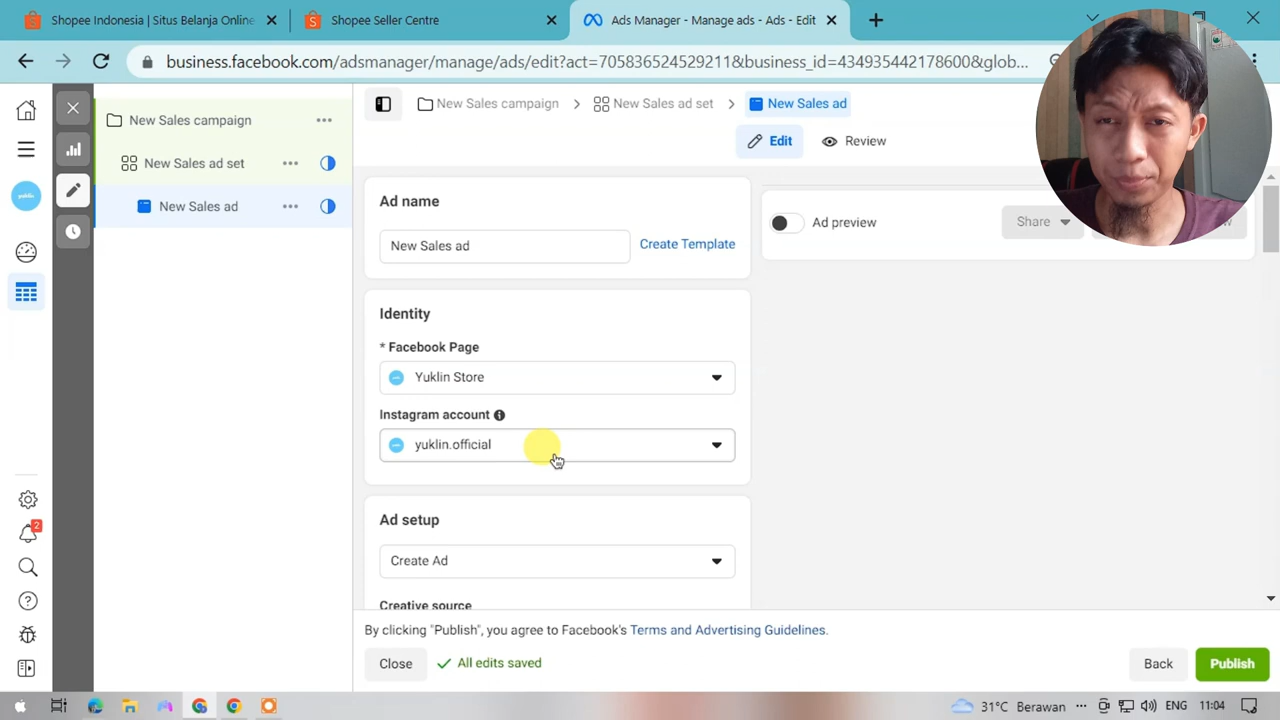 Shopee Indonesia | Situs Belanja Online
Shopee Seller Centre
Ads Manager - Manage ads - Ads - Edit
business.facebook.com/adsmanager/manage/ads/edit?act=705836524529211&business_id=434935442178600&glob...
New Sales campaign
New Sales ad set
New Sales ad
New Sales campaign
New Sales ad set
New Sales ad
Edit
Review
Ad name
New Sales ad
Create Template
Ad preview
Share
Identity
* Facebook Page
Yuklin Store
Instagram account
yuklin.official
Ad setup
Create Ad
Creative source
2
By clicking "Publish", you agree to Facebook's Terms and Advertising Guidelines.
Close
All edits saved
Back
Publish
31°C Berawan
ENG
11:04